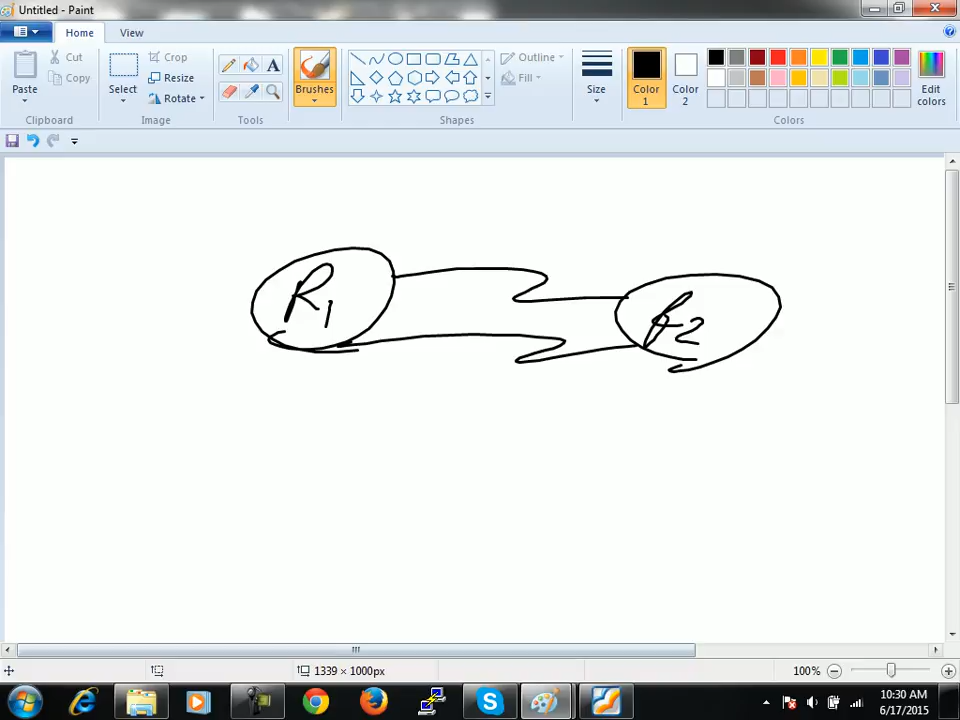 Untitled - Paint
Home
View
Paste
Cut
Copy
Clipboard
Select
Crop
Resize
Rotate
Image
A
Tools
Brushes
Outline
Fill
Shapes
Size
Color
1
Color
2
Edit
colors
Colors
R1
R2
1339 × 1000px
100%
10:30 AM
6/17/2015